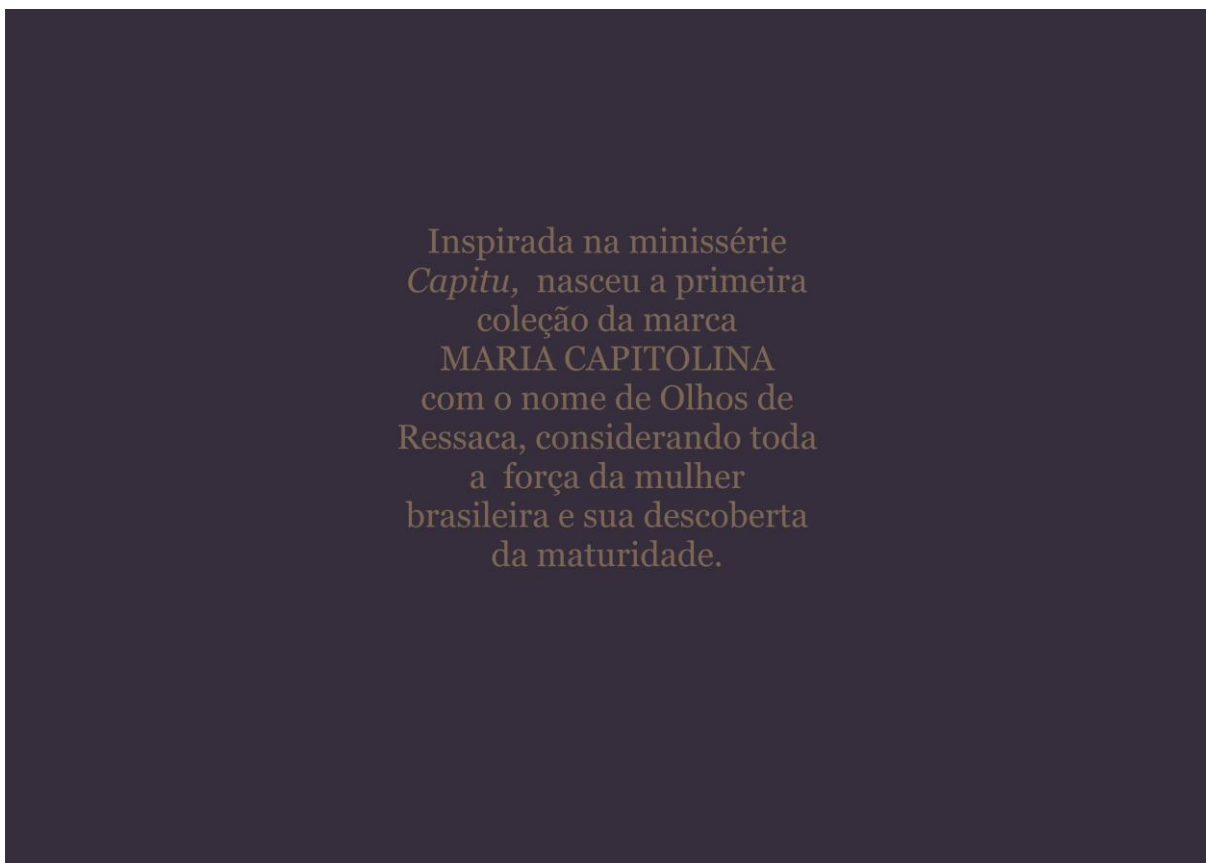 Inspirada na minissérie
Capitu,  nasceu a primeira
coleção da marca
MARIA CAPITOLINA
com o nome de Olhos de
Ressaca, considerando toda
a  força da mulher
brasileira e sua descoberta
da maturidade.